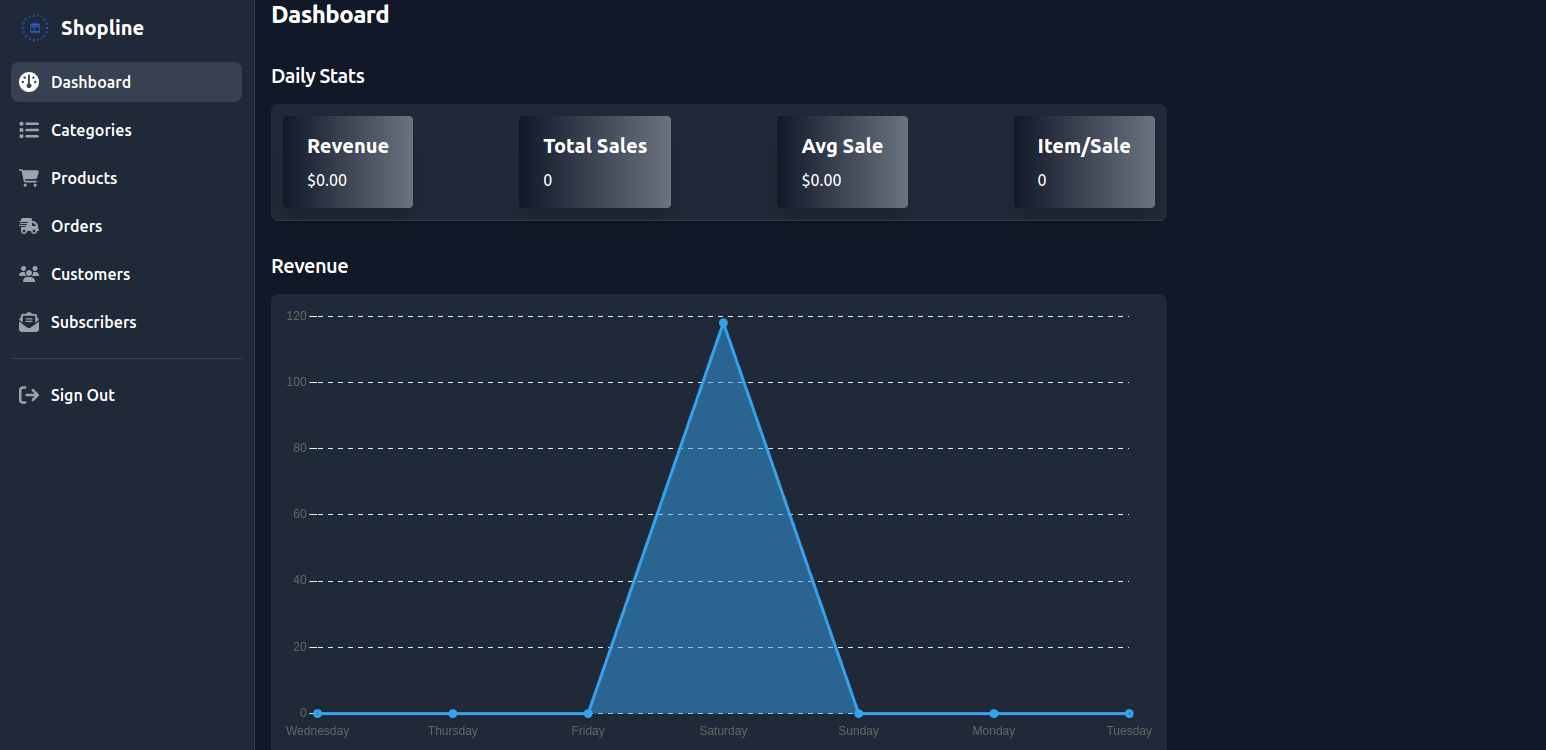 Shopline
Dashboard
Categories
Products
Orders
Customers
Subscribers
Sign Out
Dashboard
Daily Stats
Revenue
$0.00
Total Sales
0
Avg Sale
$0.00
Item/Sale
0
Revenue
120
100
80
60
40
20
0
Wednesday Thursday Friday Saturday Sunday Monday Tuesday